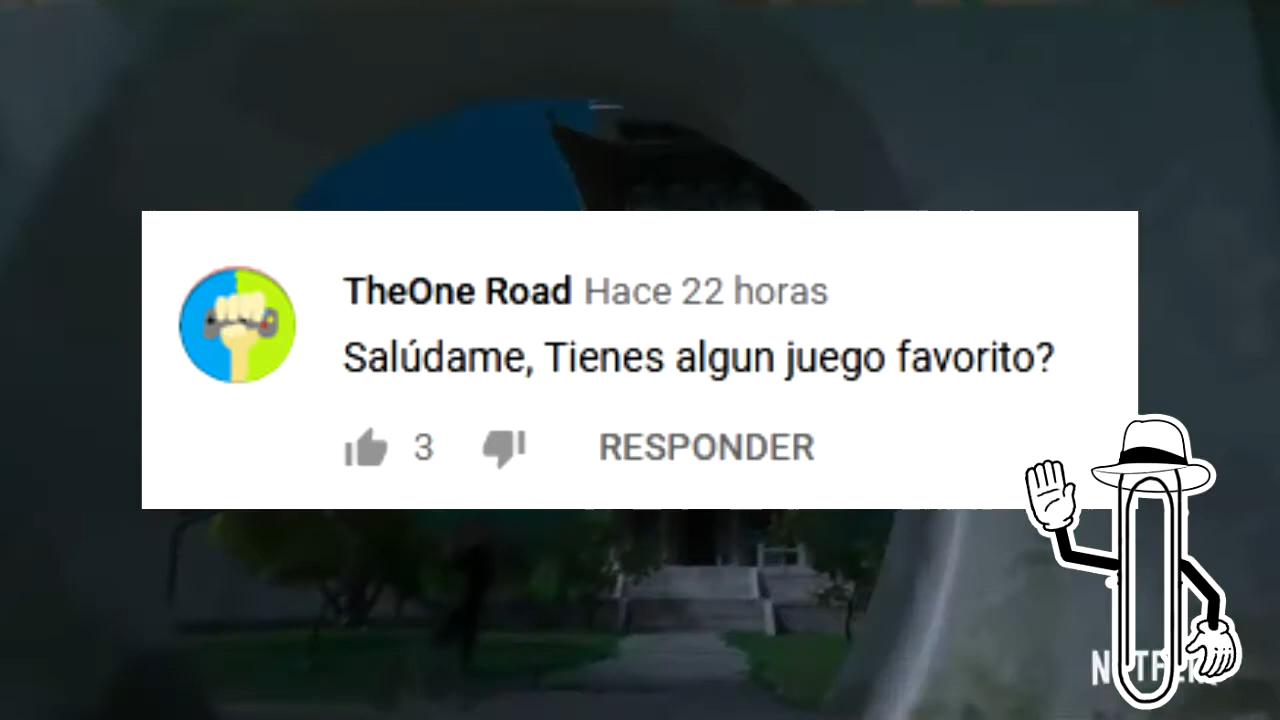 TheOne Road Hace 22 horas
Salúdame, Tienes algun juego favorito?
3 RESPONDER